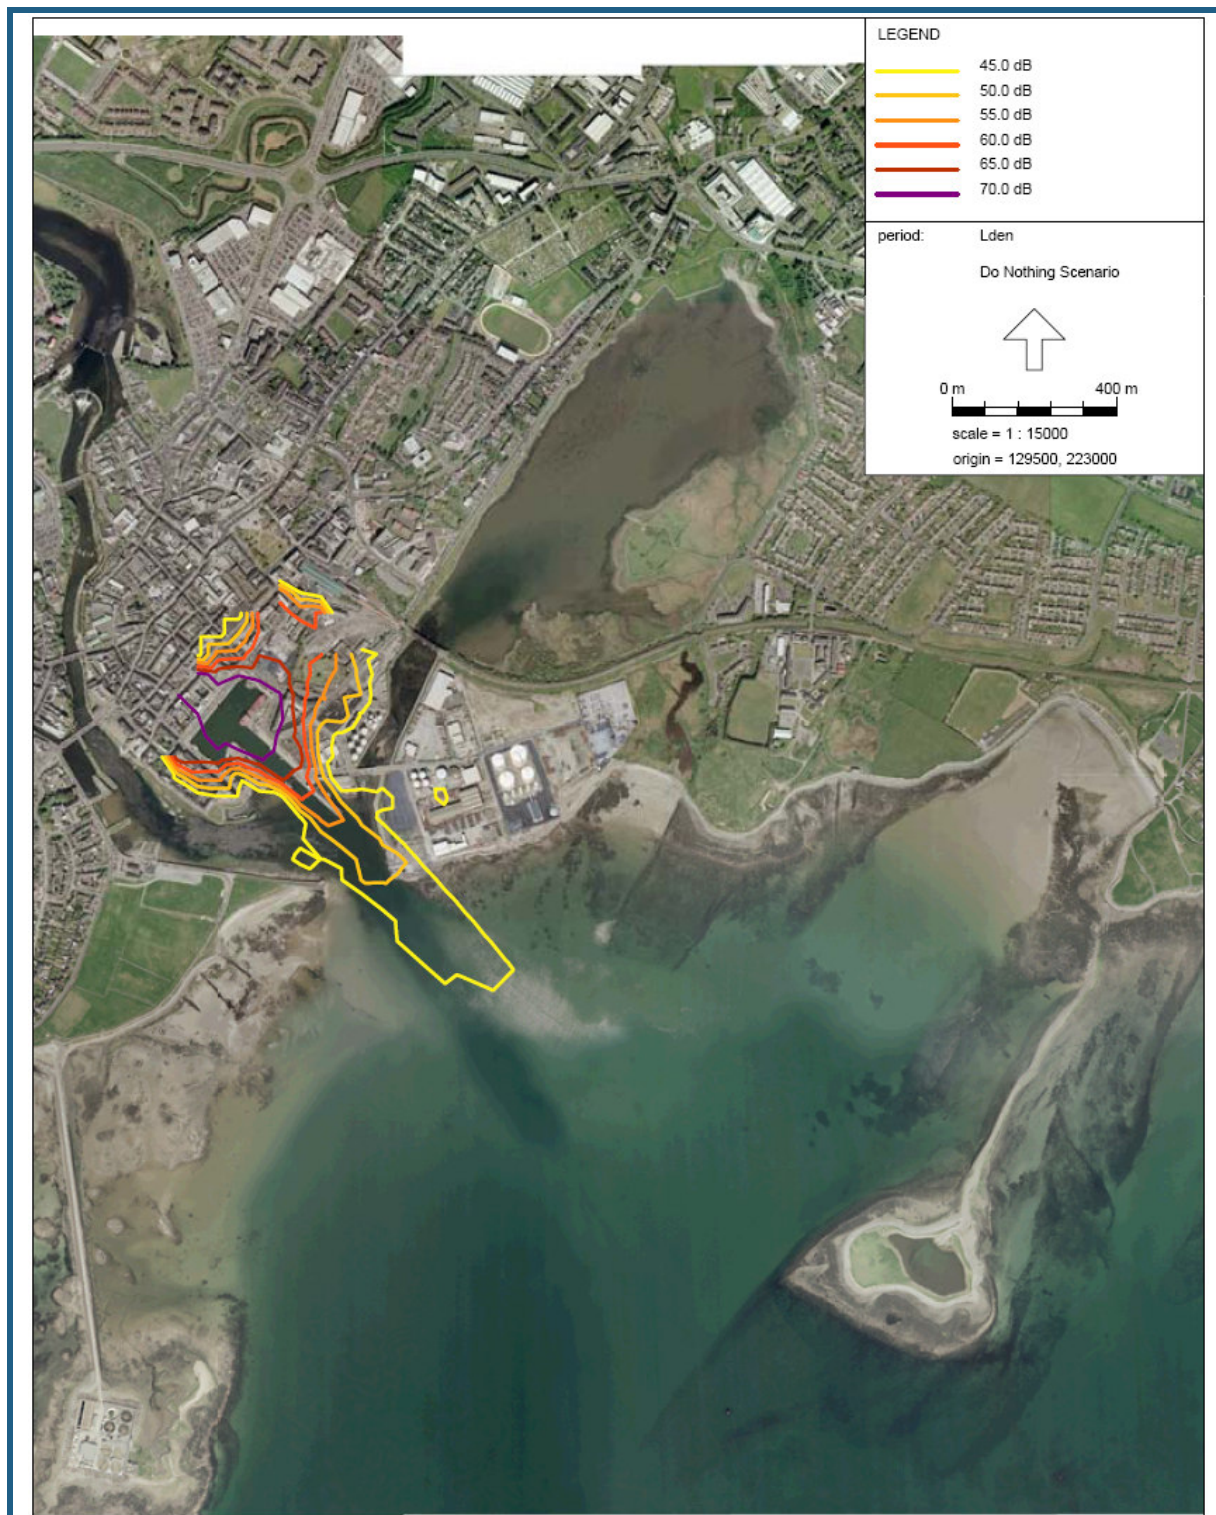 LEGEND
45.0 dB
50.0 dB
55.0 dB
60.0 dB
65.0 dB
70.0 dB
period: Lden
Do Nothing Scenario
0 m 400 m
scale = 1 : 15000
origin = 129500, 223000